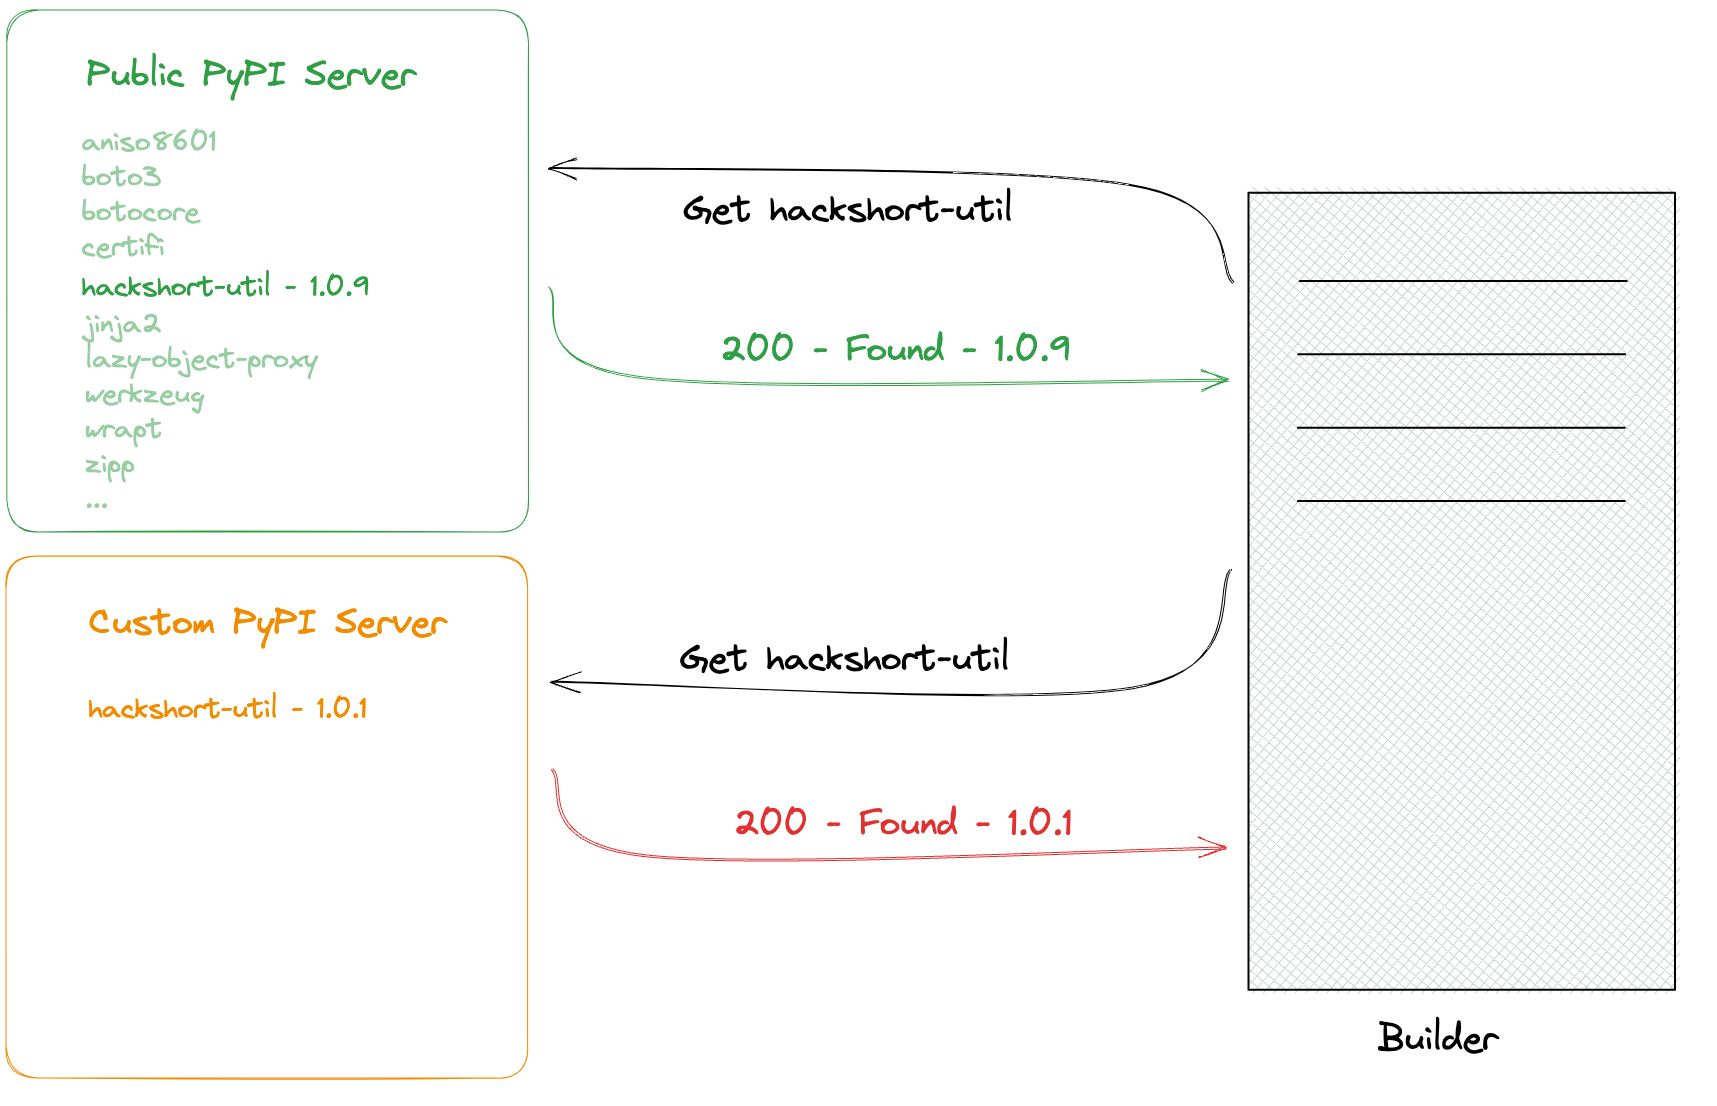 Public PyPI Server
aniso8601
boto3
botocore
certifi
hackshort-util - 1.0.9
jinja2
lazy-object-proxy
werkzeug
wrapt
zipp
...
Get hackshort-util
200 - Found - 1.0.9
Custom PyPI Server
hackshort-util - 1.0.1
Get hackshort-util
200 - Found - 1.0.1
Builder